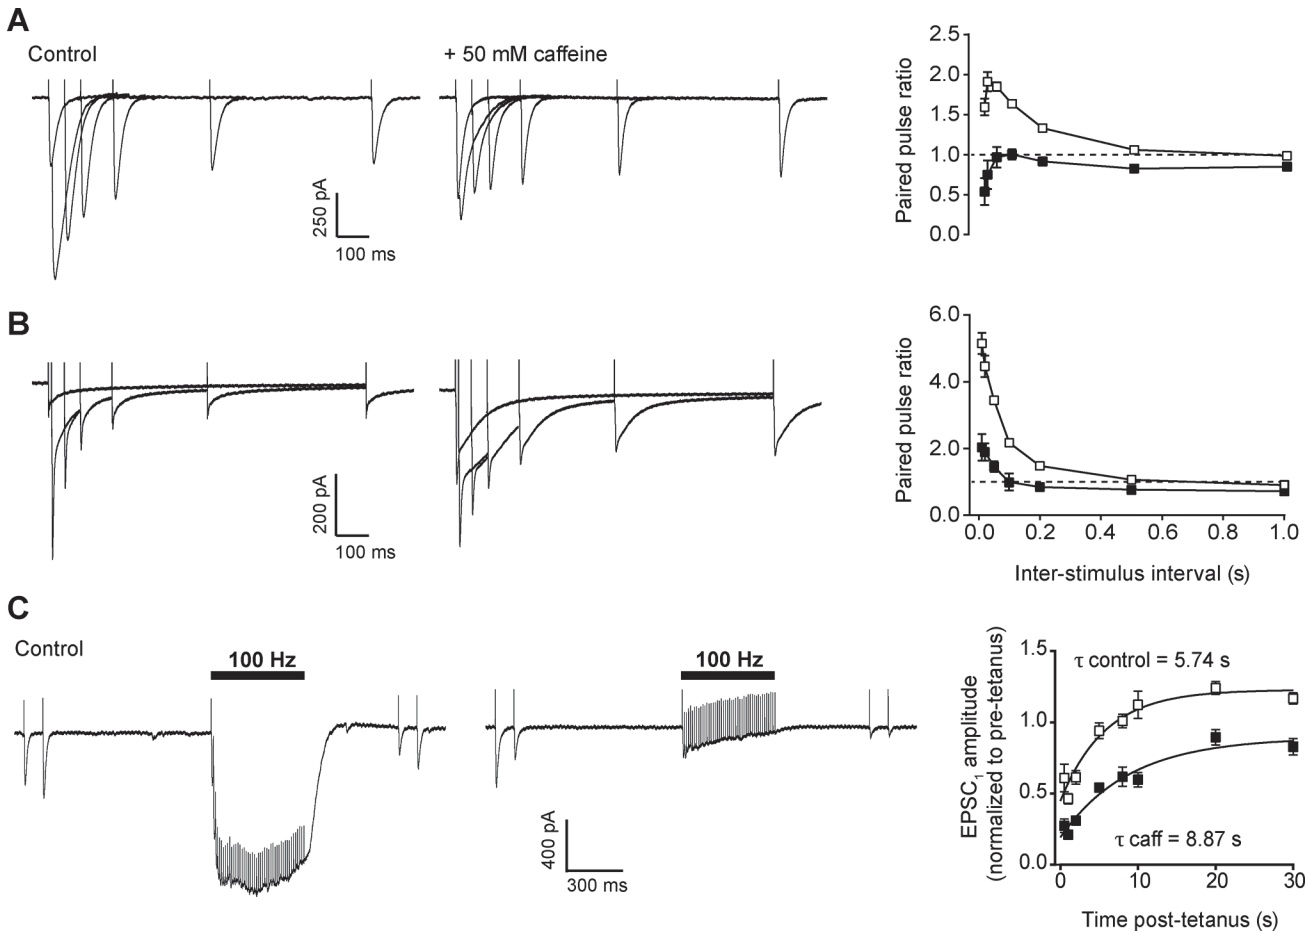 A
Control
+ 50 mM caffeine
250 pA
100 ms
Paired pulse ratio
2.5
2.0
1.5
1.0
0.5
0.0
B
200 pA
100 ms
Paired pulse ratio
6.0
4.0
2.0
0.0
0.0 0.2 0.4 0.6 0.8 1.0
Inter-stimulus interval (s)
C
Control
100 Hz
100 Hz
400 pA
300 ms
EPSC1 amplitude
(normalized to pre-tetanus)
1.5
1.0
0.5
0.0
τ control = 5.74 s
τ caff = 8.87 s
0 10 20 30
Time post-tetanus (s)